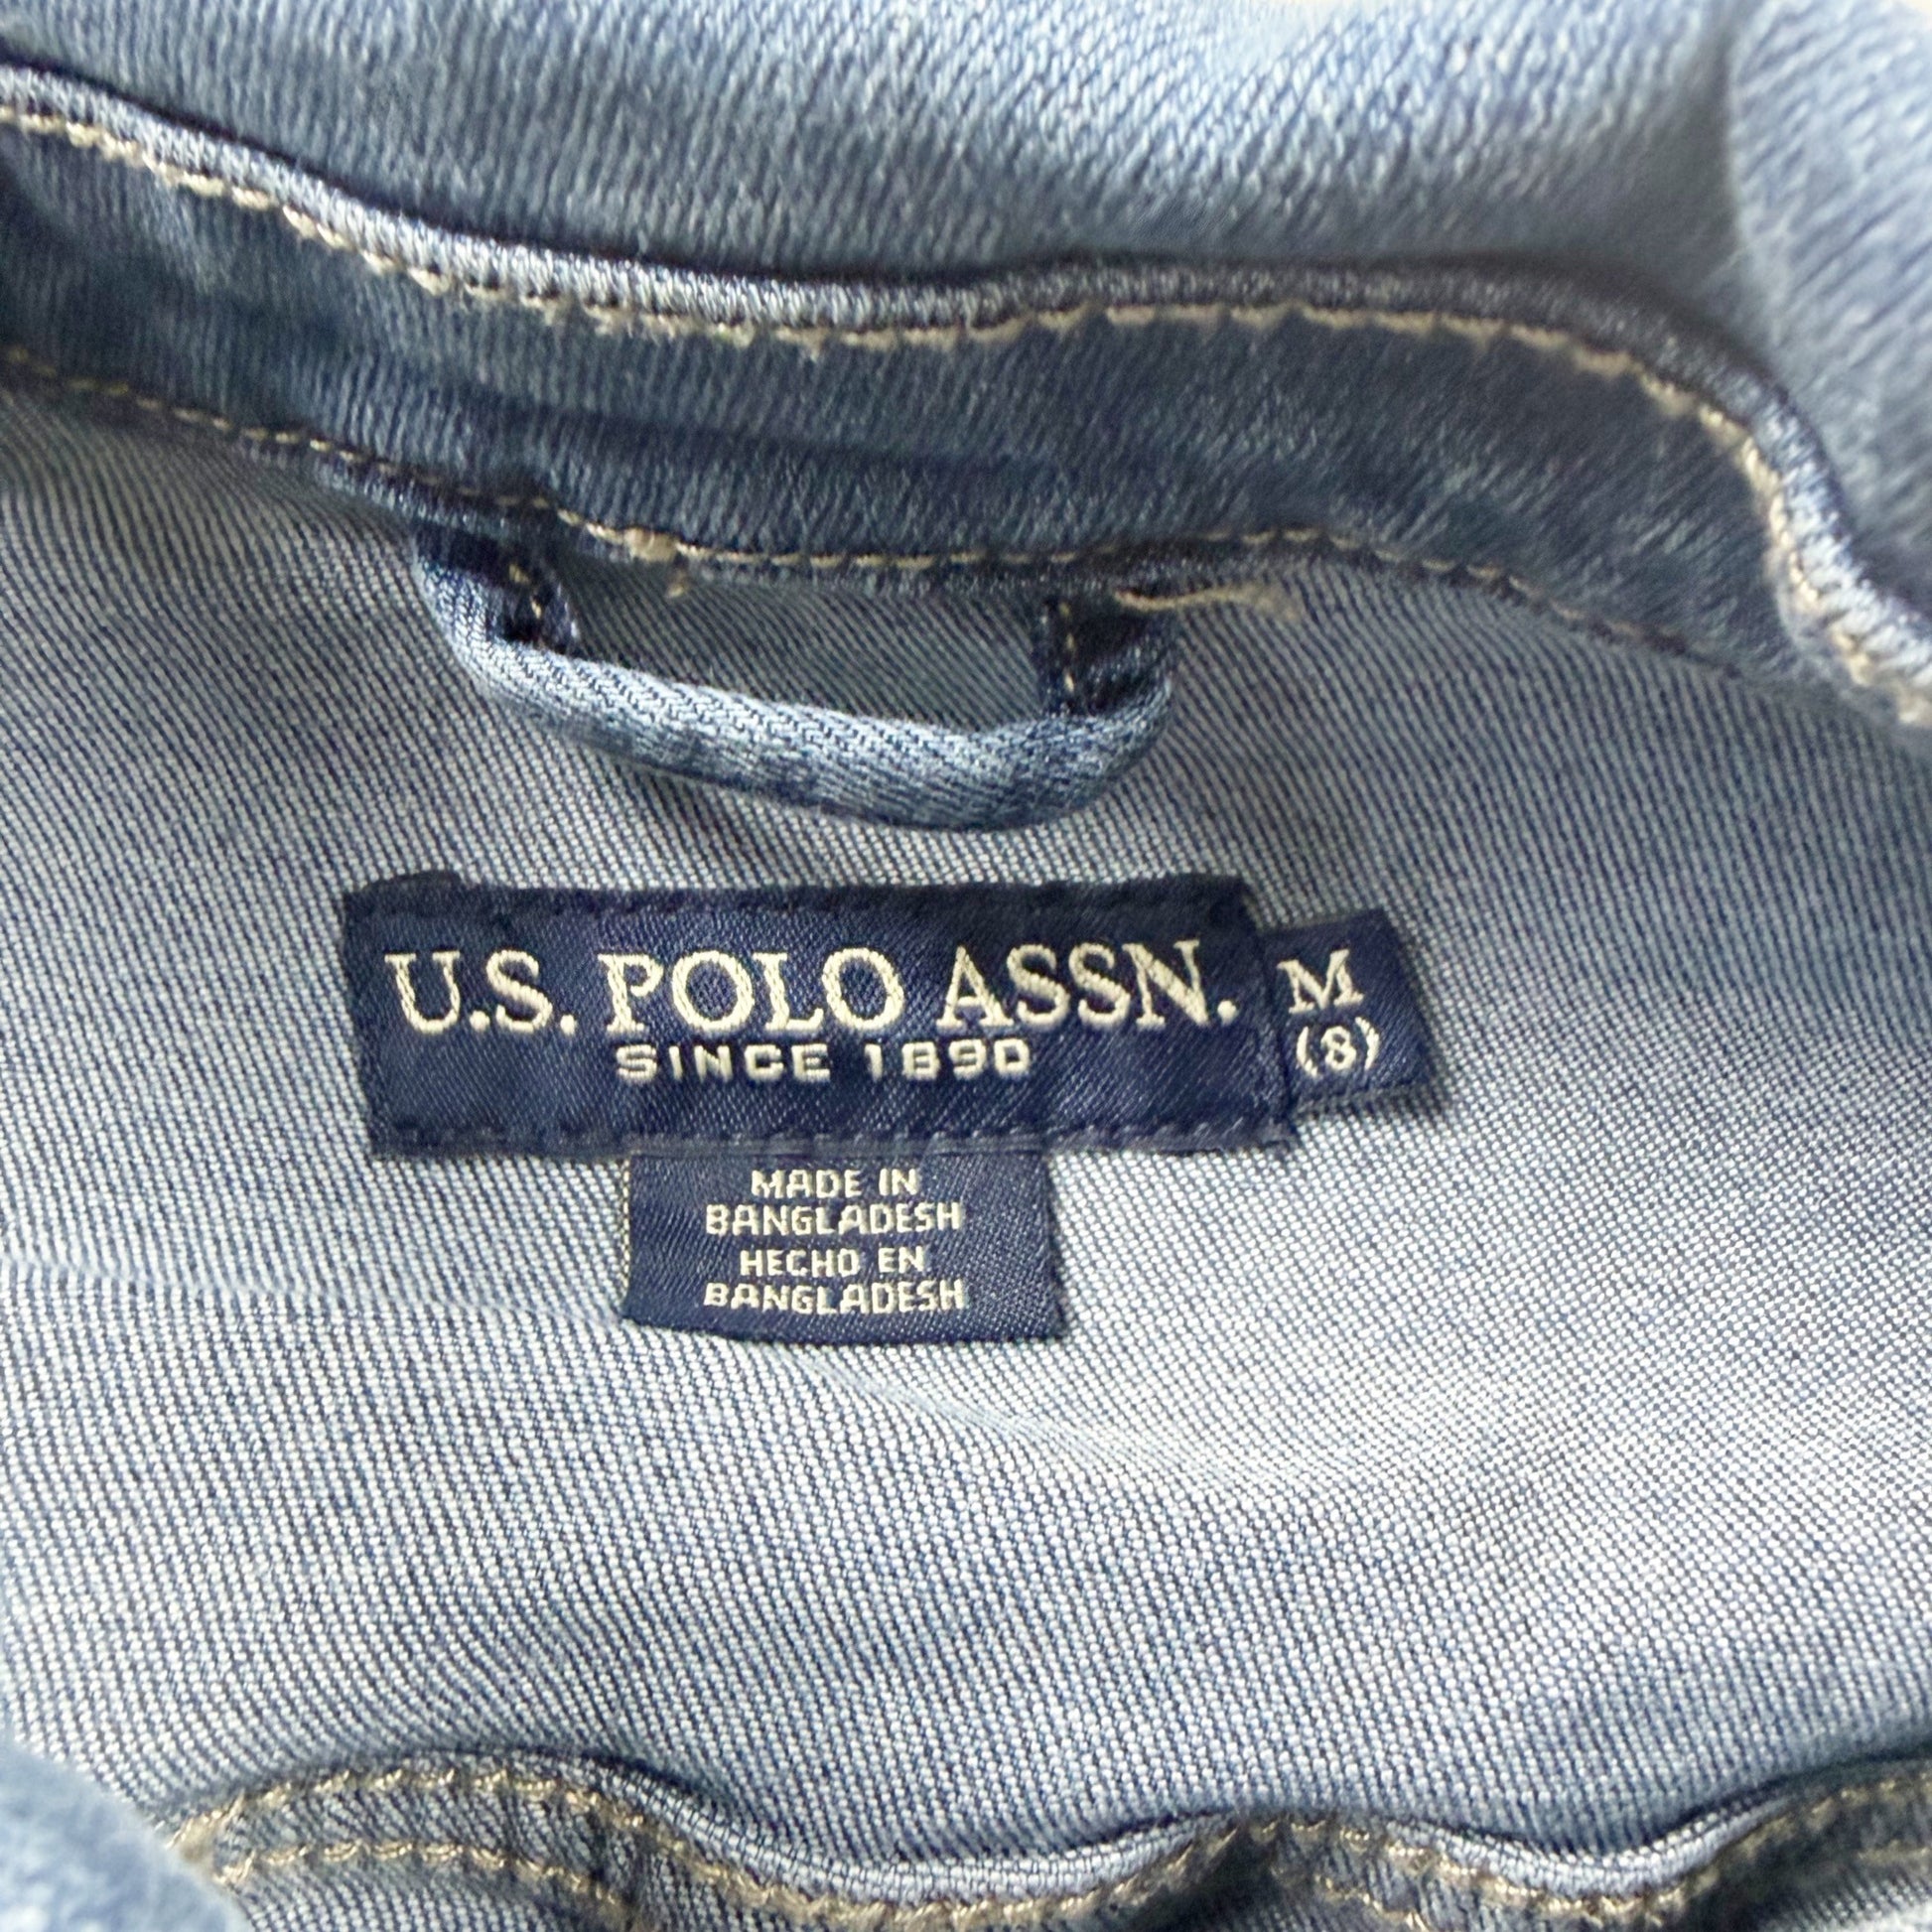 U.S. POLO ASSN.
SINCE 1890
M
(8)
MADE IN
BANGLADESH
HECHO EN
BANGLADESH